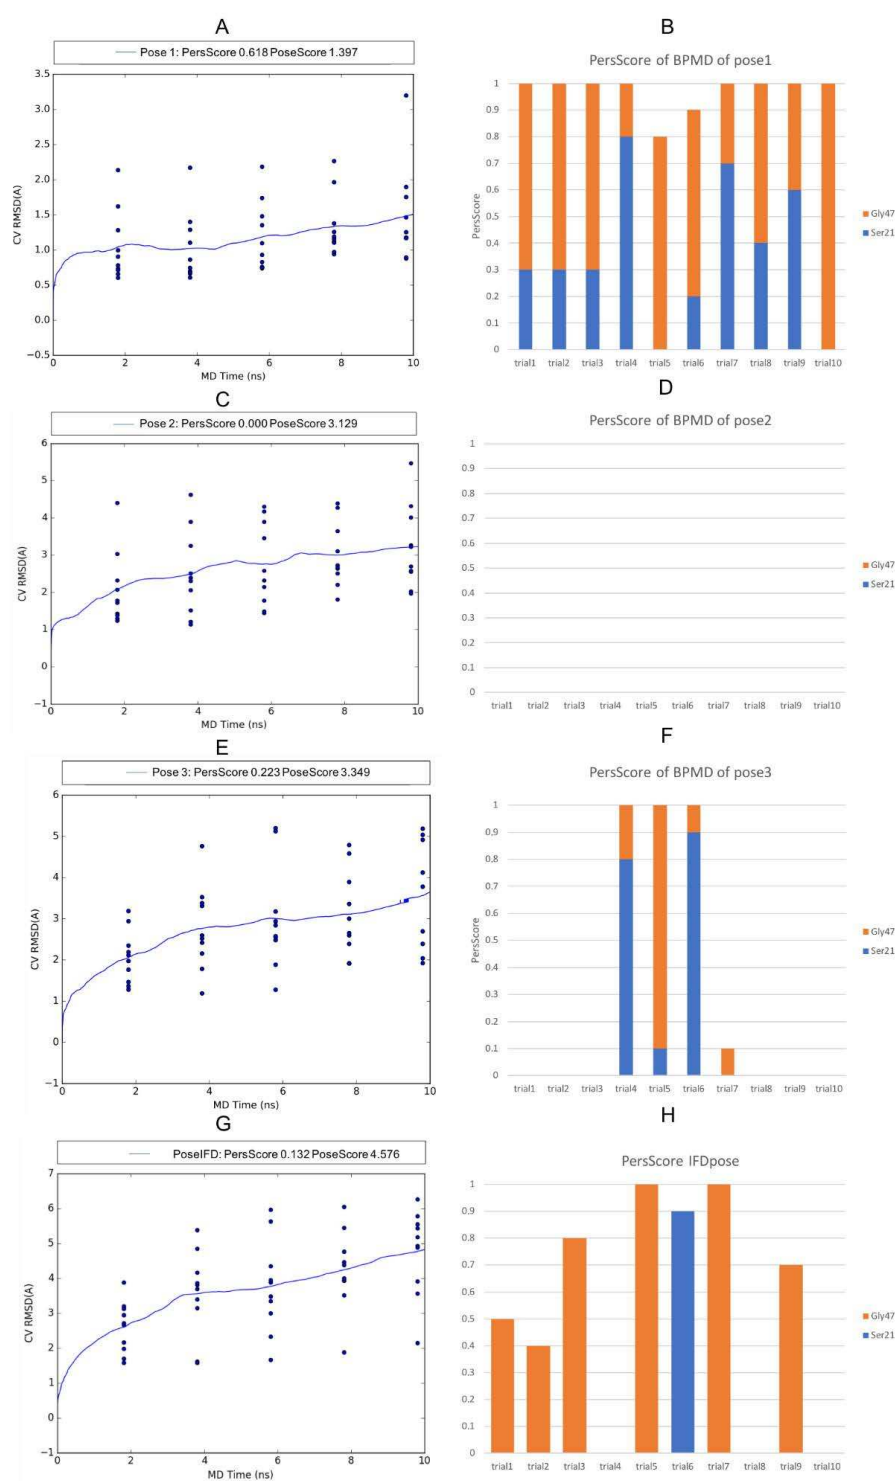 A
Pose 1: PersScore 0.618 PoseScore 1.397
3.5
3.0
2.5
2.0
1.5
1.0
0.5
0.0
−0.5
CV RMSD(A)
0 2 4 6 8 10
MD Time (ns)
B
PersScore of BPMD of pose1
1
0.9
0.8
0.7
0.6
0.5
0.4
0.3
0.2
0.1
0
PersScore
trial1 trial2 trial3 trial4 trial5 trial6 trial7 trial8 trial9 trial10
Gly47
Ser21
C
Pose 2: PersScore 0.000 PoseScore 3.129
6
5
4
3
2
1
0
−1
CV RMSD(A)
0 2 4 6 8 10
MD Time (ns)
D
PersScore of BPMD of pose2
1
0.9
0.8
0.7
0.6
0.5
0.4
0.3
0.2
0.1
0
trial1 trial2 trial3 trial4 trial5 trial6 trial7 trial8 trial9 trial10
Gly47
Ser21
E
Pose 3: PersScore 0.223 PoseScore 3.349
6
5
4
3
2
1
0
−1
CV RMSD(A)
0 2 4 6 8 10
MD Time (ns)
F
PersScore of BPMD of pose3
1
0.9
0.8
0.7
0.6
0.5
0.4
0.3
0.2
0.1
0
PersScore
trial1 trial2 trial3 trial4 trial5 trial6 trial7 trial8 trial9 trial10
Gly47
Ser21
G
PoseIFD: PersScore 0.132 PoseScore 4.576
7
6
5
4
3
2
1
0
−1
CV RMSD(A)
0 2 4 6 8 10
MD Time (ns)
H
PersScore IFDpose
1
0.9
0.8
0.7
0.6
0.5
0.4
0.3
0.2
0.1
0
trial1 trial2 trial3 trial4 trial5 trial6 trial7 trial8 trial9 trial10
Gly47
Ser21